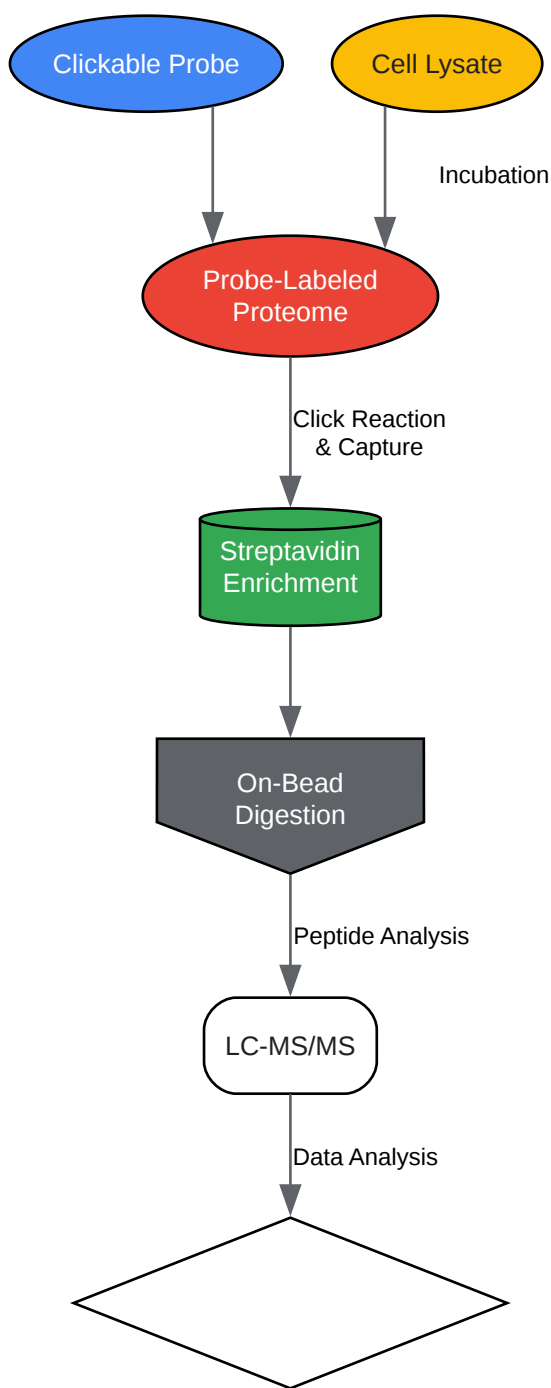 Clickable Probe
Cell Lysate
Incubation
Probe-Labeled
Proteome
Click Reaction
& Capture
Streptavidin
Enrichment
On-Bead
Digestion
Peptide Analysis
LC-MS/MS
Data Analysis